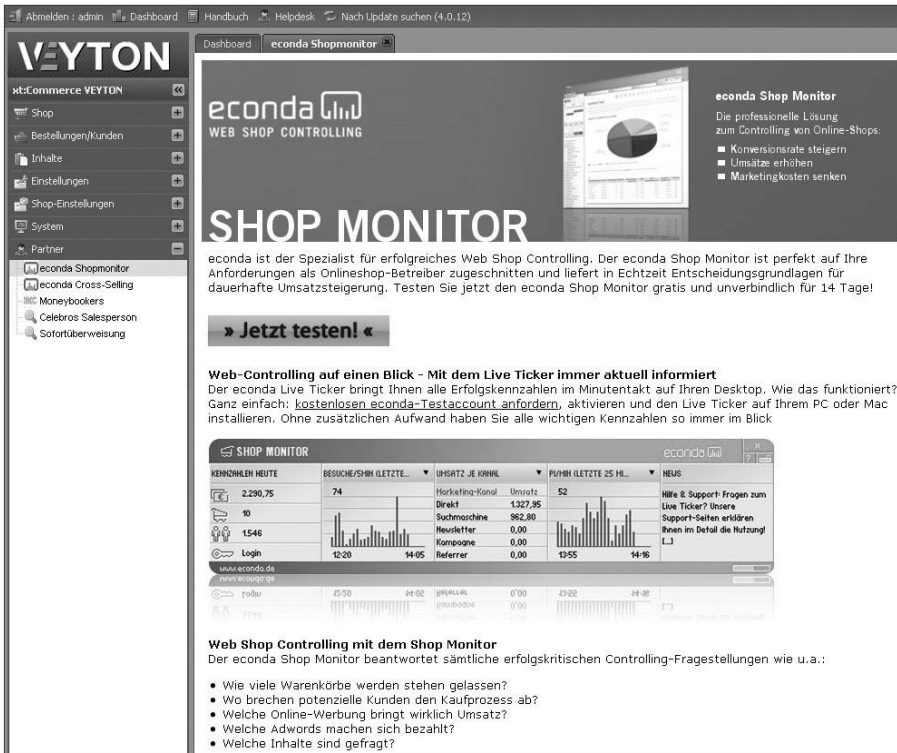 Abmelden : admin Dashboard Handbuch Helpdesk Nach Update suchen (4.0.12)
VEYTON
xt:Commerce VEYTON
Shop
Bestellungen/Kunden
Inhalte
Einstellungen
Shop-Einstellungen
System
Partner
econda Shopmonitor
econda Cross-Selling
Moneybookers
Celebros Salesperson
Sofortüberweisung
Dashboard econda Shopmonitor
econda
WEB SHOP CONTROLLING
econda Shop Monitor
Die professionelle Lösung
zum Controlling von Online-Shops:
Konversionsrate steigern
Umsätze erhöhen
Marketingkosten senken
SHOP MONITOR
econda ist der Spezialist für erfolgreiches Web Shop Controlling. Der econda Shop Monitor ist perfekt auf Ihre
Anforderungen als Onlineshop-Betreiber zugeschnitten und liefert in Echtzeit Entscheidungsgrundlagen für
dauerhafte Umsatzsteigerung. Testen Sie jetzt den econda Shop Monitor gratis und unverbindlich für 14 Tage!
» Jetzt testen! «
Web-Controlling auf einen Blick - Mit dem Live Ticker immer aktuell informiert
Der econda Live Ticker bringt Ihnen alle Erfolgskennzahlen im Minutentakt auf Ihren Desktop. Wie das funktioniert?
Ganz einfach: kostenlosen econda-Testaccount anfordern, aktivieren und den Live Ticker auf Ihrem PC oder Mac
installieren. Ohne zusätzlichen Aufwand haben Sie alle wichtigen Kennzahlen so immer im Blick
SHOP MONITOR econda
KENNZAHLEN HEUTE
2.290,75
10
1.546
Login
BESUCHE/5MIN (LETZTE...
74
12:20 14:05
UMSATZ JE KANAL
Marketing-Kanal Umsatz
Direkt 1.327,95
Suchmaschine 962,80
Newsletter 0,00
Kampagne 0,00
Referrer 0,00
PI/MIN (LETZTE 25 MI...
52
13:55 14:16
NEWS
Hilfe & Support: Fragen zum
Live Ticker? Unsere
Support-Seiten erklären
Ihnen im Detail die Nutzung!
[...]
www.econda.de
Web Shop Controlling mit dem Shop Monitor
Der econda Shop Monitor beantwortet sämtliche erfolgskritischen Controlling-Fragestellungen wie u.a.:
• Wie viele Warenkörbe werden stehen gelassen?
• Wo brechen potenzielle Kunden den Kaufprozess ab?
• Welche Online-Werbung bringt wirklich Umsatz?
• Welche Adwords machen sich bezahlt?
• Welche Inhalte sind gefragt?